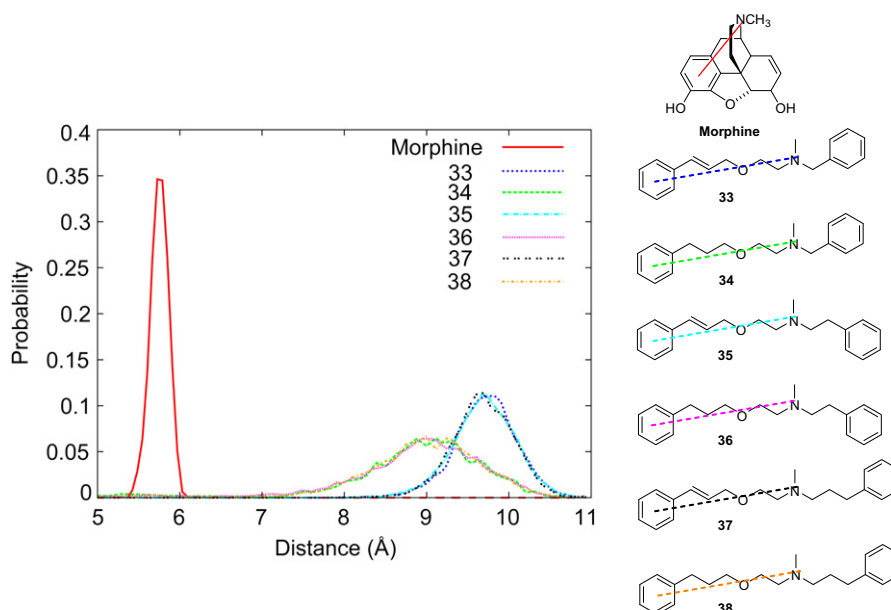 0.4
0.35
0.3
0.25
0.2
0.15
0.1
0.05
0
Probability
5 6 7 8 9 10 11
Distance (Å)
Morphine
33
34
35
36
37
38
NCH3
HO
O
OH
Morphine
O
N
33
O
N
34
O
N
35
O
N
36
O
N
37
O
N
38